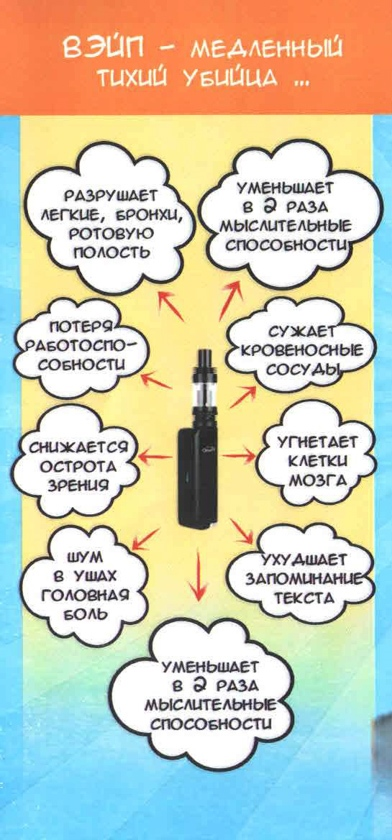 ВЭЙП - МЕДЛЕННЫЙ
ТИХИЙ УБИЙЦА ...
РАЗРУШАЕТ
ЛЕГКИЕ, БРОНХИ,
РОТОВУЮ
ПОЛОСТЬ
УМЕНЬШАЕТ
В 2 РАЗА
МЫСЛИТЕЛЬНЫЕ
СПОСОБНОСТИ
ПОТЕРЯ
РАБОТОСПО-
СОБНОСТИ
СУЖАЕТ
КРОВЕНОСНЫЕ
СОСУДЫ
СНИЖАЕТСЯ
ОСТРОТА
ЗРЕНИЯ
УГНЕТАЕТ
КЛЕТКИ
МОЗГА
ШУМ
В УШАХ
ГОЛОВНАЯ
БОЛЬ
УХУДШАЕТ
ЗАПОМИНАНИЕ
ТЕКСТА
УМЕНЬШАЕТ
В 2 РАЗА
МЫСЛИТЕЛЬНЫЕ
СПОСОБНОСТИ